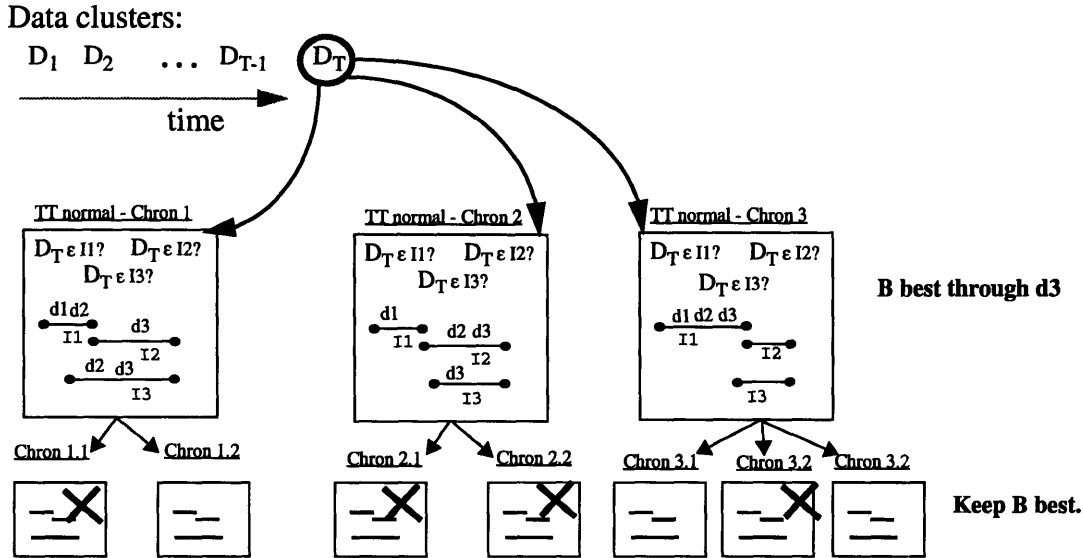 Data clusters:
D1 D2 ... DT-1 DT
time
TT normal - Chron 1
TT normal - Chron 2
TT normal - Chron 3
DT ε I1? DT ε I2?
DT ε I3?
d1 d2
I1
d3
I2
d2 d3
I3
DT ε I1? DT ε I2?
DT ε I3?
d1
I1
d2 d3
I2
d3
I3
DT ε I1? DT ε I2?
DT ε I3?
d1 d2 d3
I1
I2
I3
B best through d3
Chron 1.1
Chron 1.2
Chron 2.1
Chron 2.2
Chron 3.1
Chron 3.2
Chron 3.2
Keep B best.